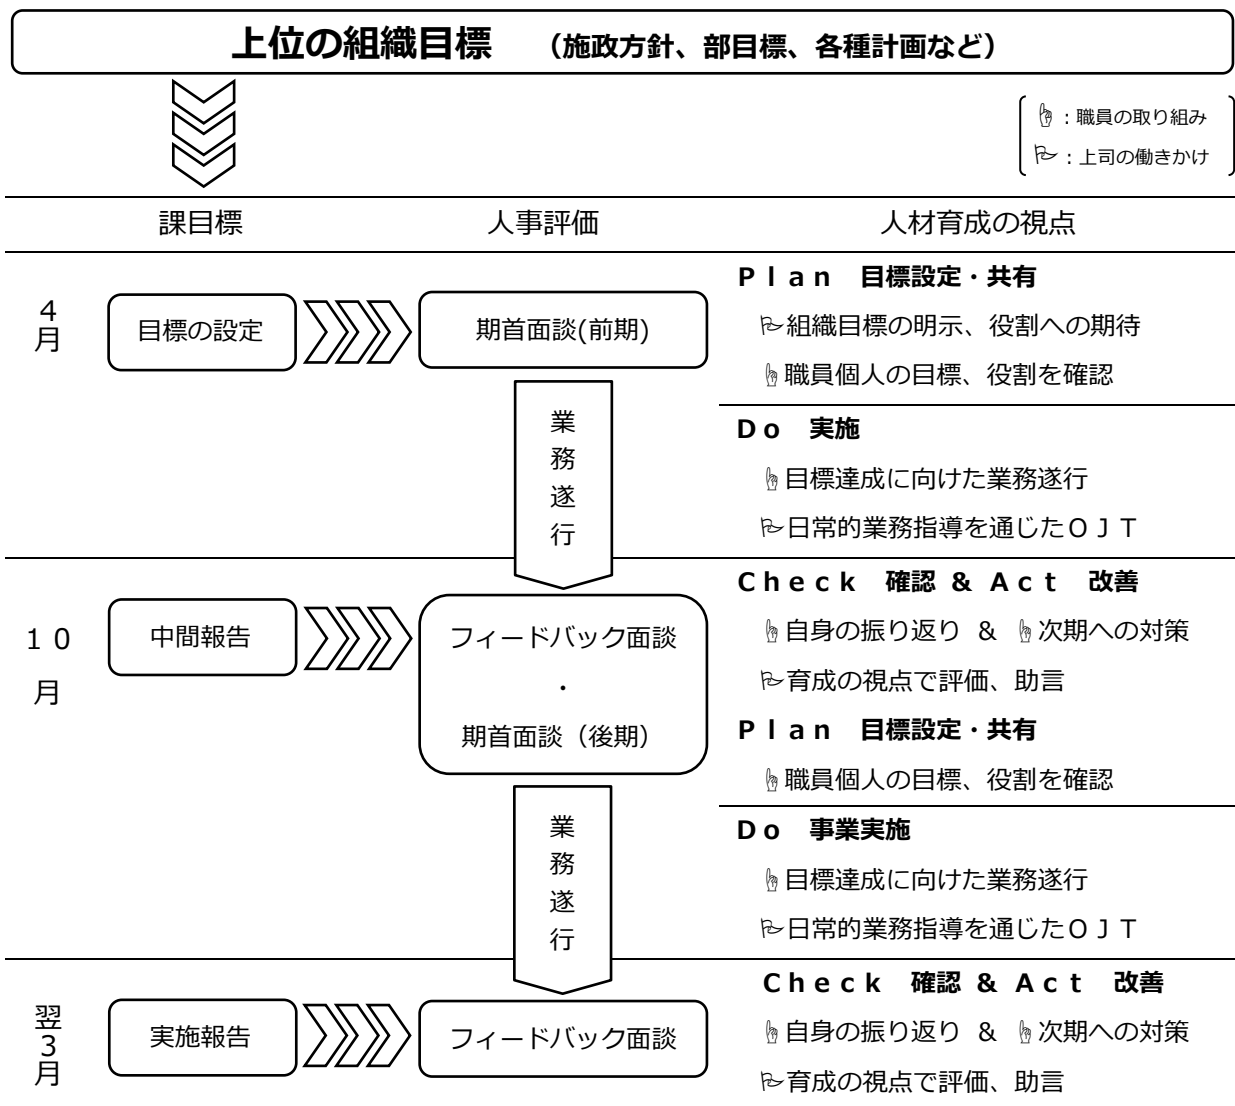 上位の組織目標　（施政方針、部目標、各種計画など）
☝：職員の取り組み
🏱：上司の働きかけ
課目標　人事評価　人材育成の視点
4月
目標の設定
期首面談(前期)
Ｐｌａｎ　目標設定・共有
🏱組織目標の明示、役割への期待
☝職員個人の目標、役割を確認
業務遂行
Ｄｏ　実施
☝目標達成に向けた業務遂行
🏱日常的業務指導を通じたＯＪＴ
１０月
中間報告
フィードバック面談
・
期首面談（後期）
Ｃｈｅｃｋ　確認 ＆ Ａｃｔ　改善
☝自身の振り返り ＆ ☝次期への対策
🏱育成の視点で評価、助言
Ｐｌａｎ　目標設定・共有
☝職員個人の目標、役割を確認
業務遂行
Ｄｏ　事業実施
☝目標達成に向けた業務遂行
🏱日常的業務指導を通じたＯＪＴ
翌3月
実施報告
フィードバック面談
Ｃｈｅｃｋ　確認 ＆ Ａｃｔ　改善
☝自身の振り返り ＆ ☝次期への対策
🏱育成の視点で評価、助言